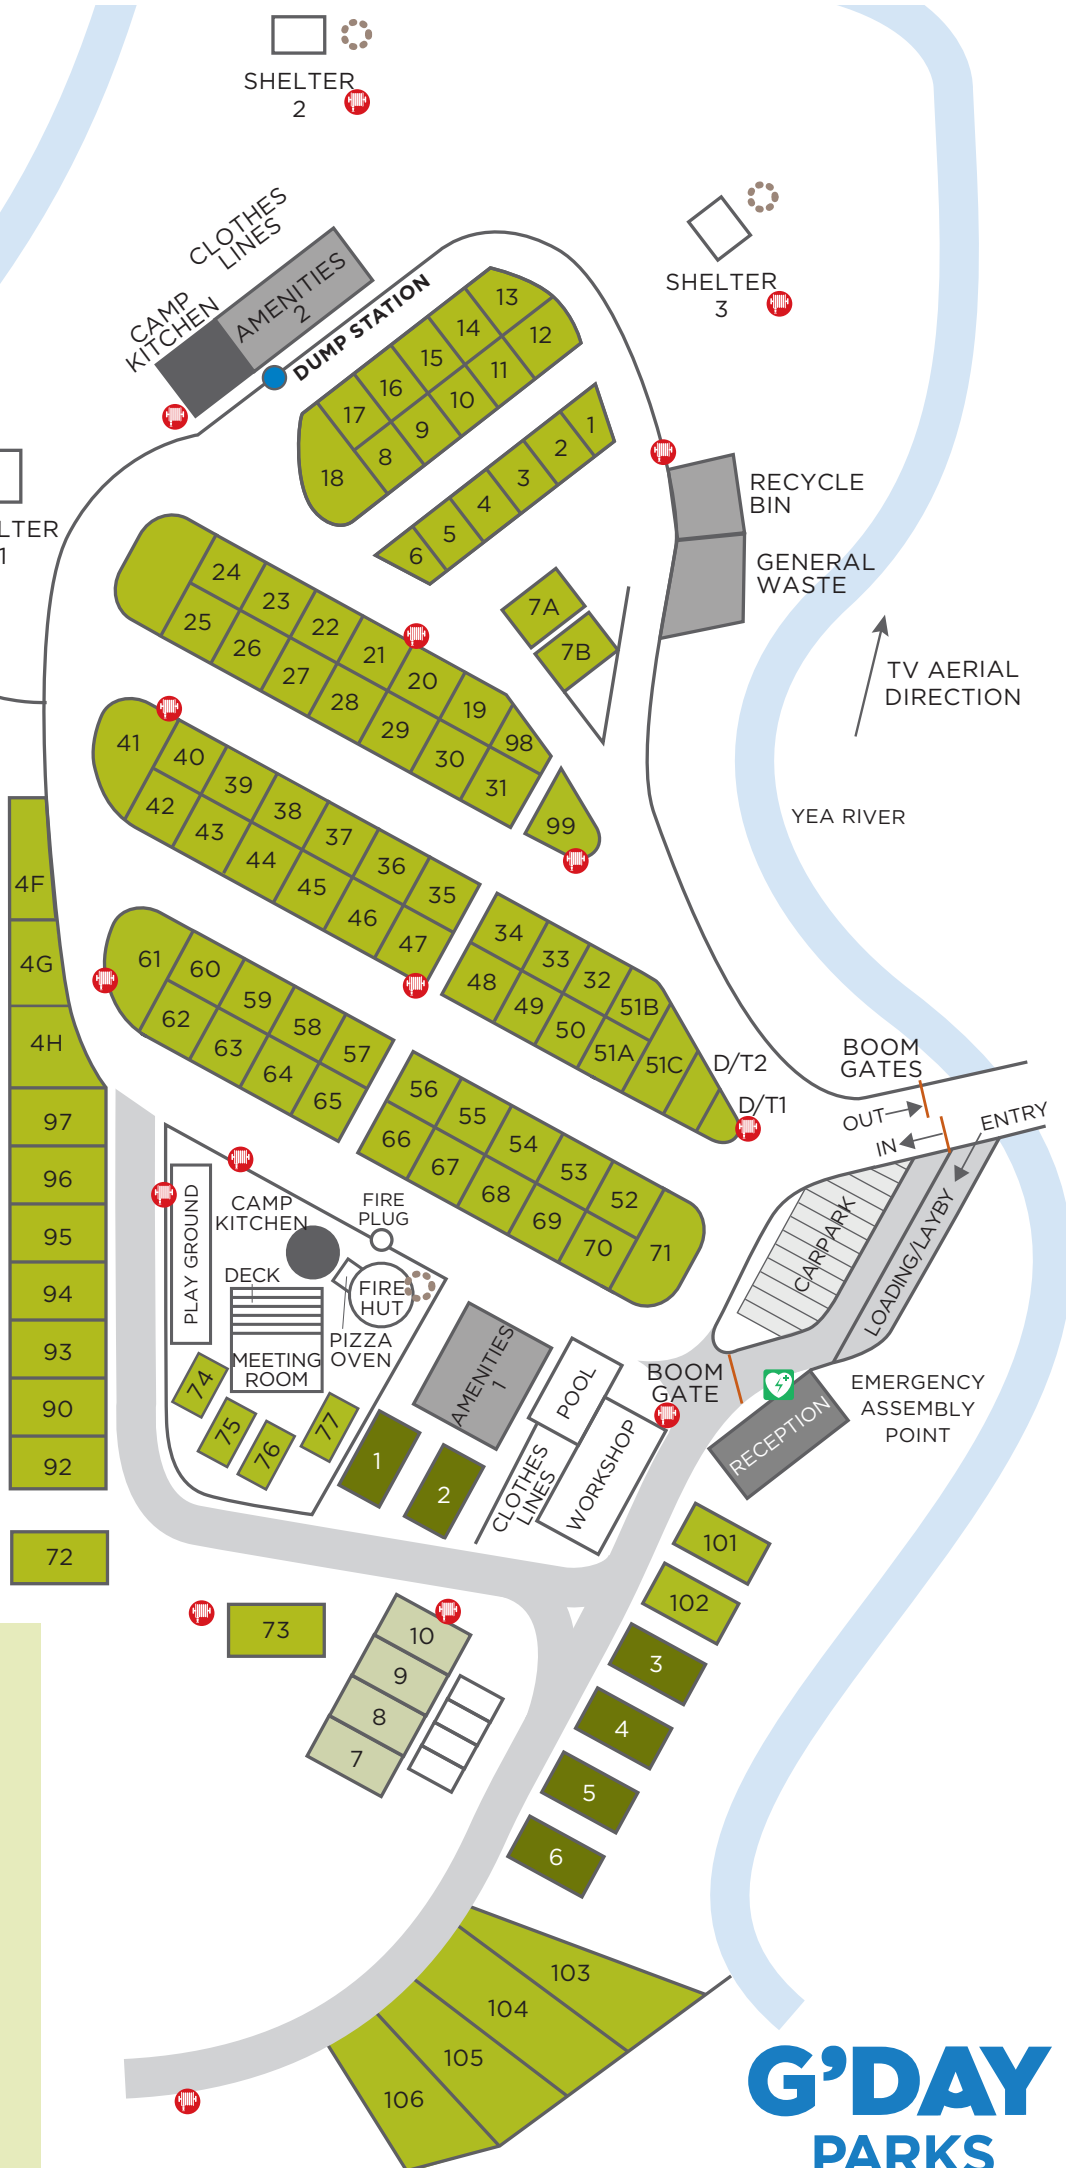 SHELTER
2
CLOTHES
LINES
CAMP
KITCHEN
AMENITIES
2
DUMP STATION
SHELTER
3
13
14
12
15
11
16
10
17
9
8
18
1
2
3
4
5
6
RECYCLE
BIN
GENERAL
WASTE
LTER
1
7A
7B
24
23
22
21
20
19
98
25
26
27
28
29
30
31
99
TV AERIAL
DIRECTION
YEA RIVER
41
40
39
38
37
36
35
42
43
44
45
46
47
34
33
32
51B
48
49
50
51A
51C
D/T2
D/T1
4F
4G
4H
97
96
95
94
93
90
92
72
73
61
60
59
58
57
62
63
64
65
56
55
54
53
52
66
67
68
69
70
71
BOOM
GATES
OUT
IN
ENTRY
CARPARK
LOADING/LAYBY
PLAY GROUND
CAMP
KITCHEN
FIRE
PLUG
DECK
FIRE
HUT
PIZZA
OVEN
MEETING
ROOM
74
75
76
77
1
2
AMENITIES
1
POOL
CLOTHES
LINES
WORKSHOP
BOOM
GATE
RECEPTION
EMERGENCY
ASSEMBLY
POINT
101
102
3
4
5
6
10
9
8
7
103
104
105
106
G'DAY
PARKS